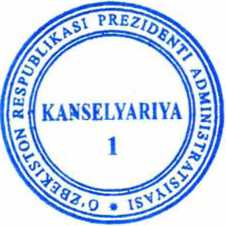 O'ZBEKISTON RESPUBLIKASI PREZIDENTI ADMINISTRATSIYASI
KANSELYARIYA
1